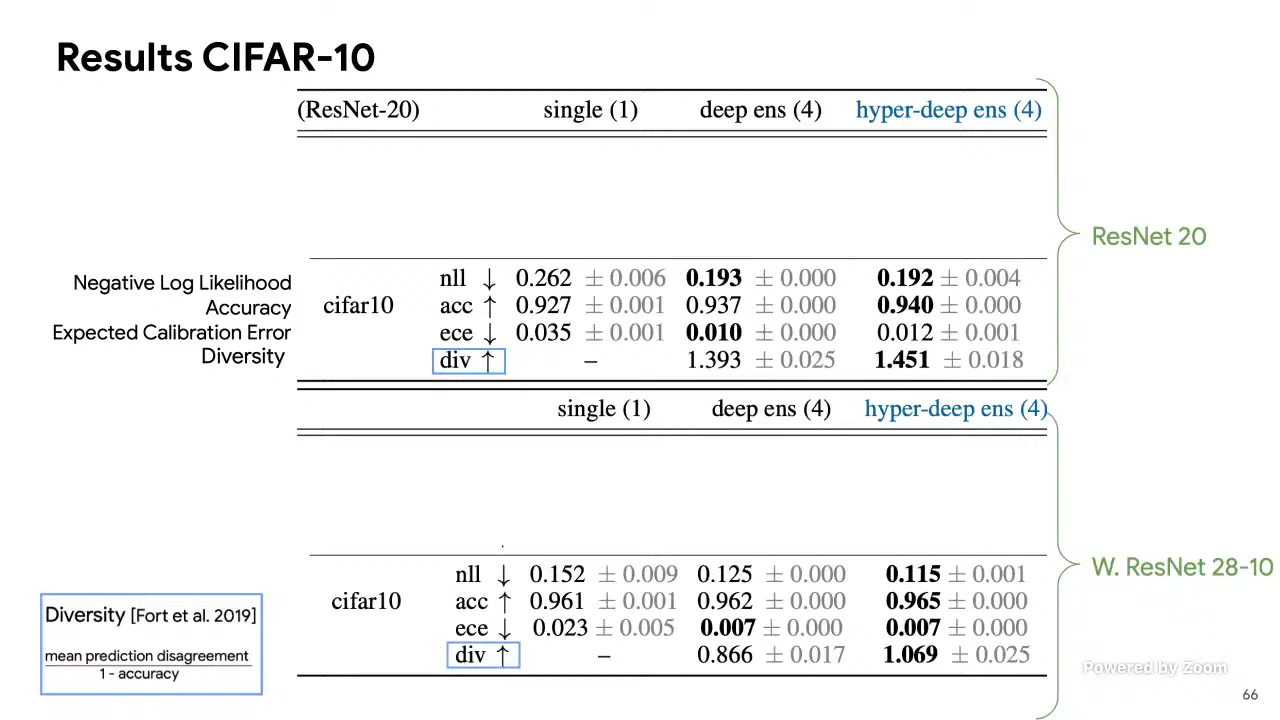 Results CIFAR-10
(ResNet-20) single (1) deep ens (4) hyper-deep ens (4)
ResNet 20
Negative Log Likelihood
Accuracy
Expected Calibration Error
Diversity
cifar10
nll ↓ 0.262 ± 0.006 0.193 ± 0.000 0.192 ± 0.004
acc ↑ 0.927 ± 0.001 0.937 ± 0.000 0.940 ± 0.000
ece ↓ 0.035 ± 0.001 0.010 ± 0.000 0.012 ± 0.001
div ↑ – 1.393 ± 0.025 1.451 ± 0.018
single (1) deep ens (4) hyper-deep ens (4)
W. ResNet 28-10
cifar10
nll ↓ 0.152 ± 0.009 0.125 ± 0.000 0.115 ± 0.001
acc ↑ 0.961 ± 0.001 0.962 ± 0.000 0.965 ± 0.000
ece ↓ 0.023 ± 0.005 0.007 ± 0.000 0.007 ± 0.000
div ↑ – 0.866 ± 0.017 1.069 ± 0.025
Diversity [Fort et al. 2019]
mean prediction disagreement
1 - accuracy
Powered by Zoom
66